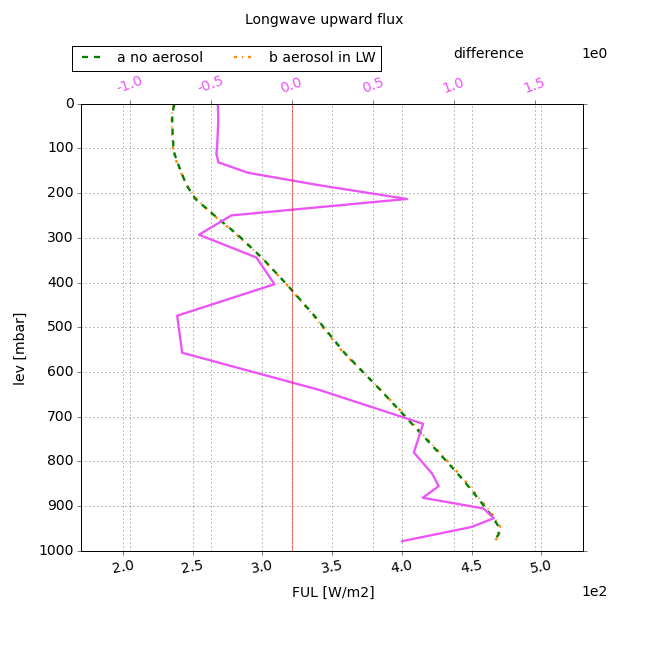 Longwave upward flux
a no aerosol b aerosol in LW difference 1e0
-1.0 -0.5 0.0 0.5 1.0 1.5
0
100
200
300
400
500
600
700
800
900
1000
lev [mbar]
2.0 2.5 3.0 3.5 4.0 4.5 5.0
FUL [W/m2] 1e2